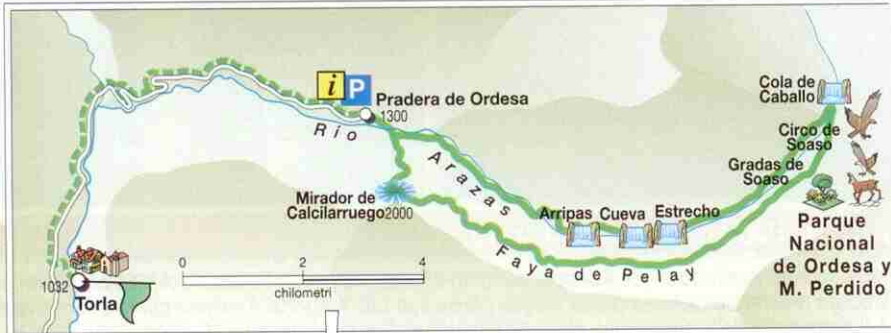 i P
Pradera de Ordesa
1300
Río Arazas
Mirador de
Calcilarruego 2000
Arripas Cueva Estrecho
Faya de Pelay
Cola de
Caballo
Circo de
Soaso
Gradas de
Soaso
Parque
Nacional
de Ordesa y
M. Perdido
1032
Torla
0 2 4
chilometri